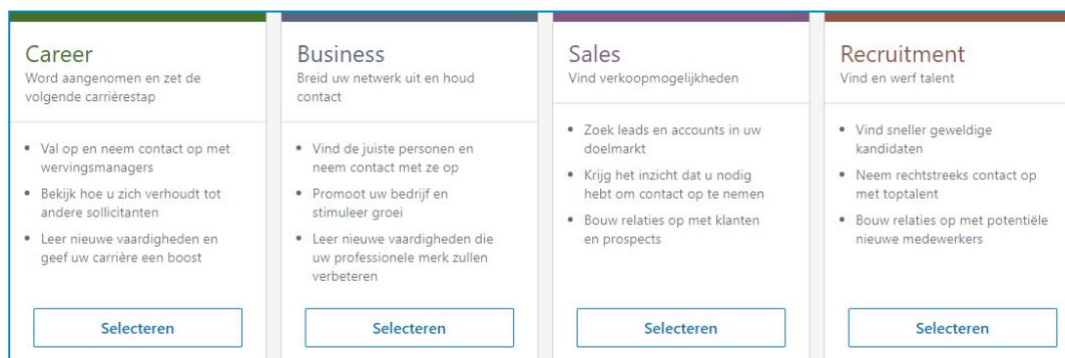 Career
Word aangenomen en zet de
volgende carrièrestap
Val op en neem contact op met
wervingsmanagers
Bekijk hoe u zich verhoudt tot
andere sollicitanten
Leer nieuwe vaardigheden en
geef uw carrière een boost
Selecteren
Business
Breid uw netwerk uit en houd
contact
Vind de juiste personen en
neem contact met ze op
Promoot uw bedrijf en
stimuleer groei
Leer nieuwe vaardigheden die
uw professionele merk zullen
verbeteren
Selecteren
Sales
Vind verkoopmogelijkheden
Zoek leads en accounts in uw
doelmarkt
Krijg het inzicht dat u nodig
hebt om contact op te nemen
Bouw relaties op met klanten
en prospects
Selecteren
Recruitment
Vind en werf talent
Vind sneller geweldige
kandidaten
Neem rechtstreeks contact op
met toptalent
Bouw relaties op met potentiële
nieuwe medewerkers
Selecteren